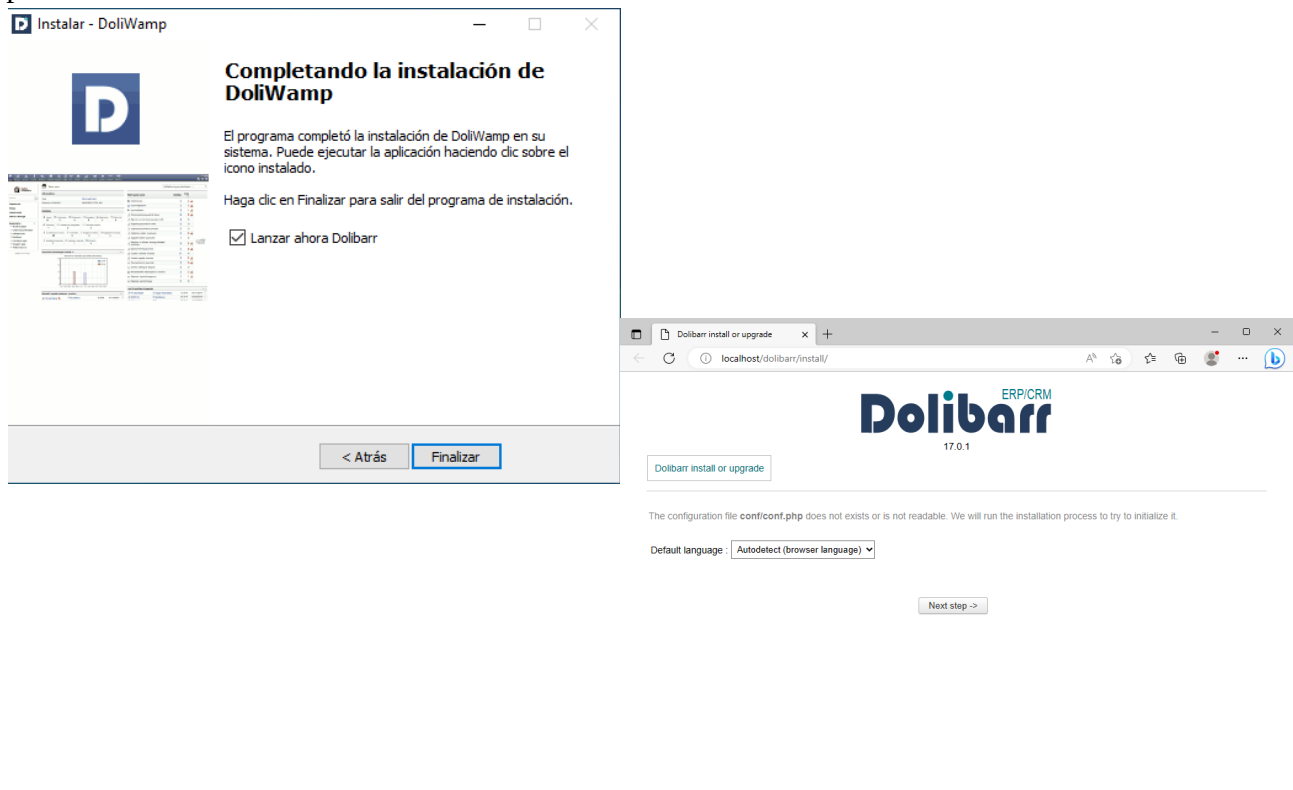 Instalar - DoliWamp
Completando la instalación de
DoliWamp
El programa completó la instalación de DoliWamp en su
sistema. Puede ejecutar la aplicación haciendo clic sobre el
icono instalado.
Haga clic en Finalizar para salir del programa de instalación.
Lanzar ahora Dolibarr
< Atrás
Finalizar
Dolibarr install or upgrade
localhost/dolibarr/install/
Dolibarr ERP/CRM
17.0.1
Dolibarr install or upgrade
The configuration file conf/conf.php does not exists or is not readable. We will run the installation process to try to initialize it.
Default language : Autodetect (browser language)
Next step ->